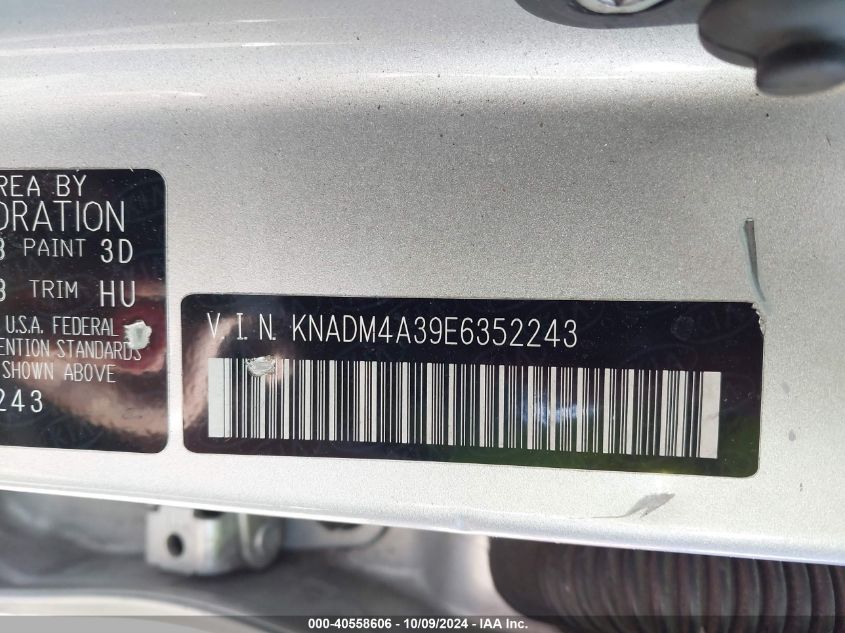 REA BY
ORATION
PAINT 3D
TRIM HU
U.S.A. FEDERAL
ENTION STANDARDS
SHOWN ABOVE
243
V.I.N. KNADM4A39E6352243
000-40558606 - 10/09/2024 - IAA Inc.